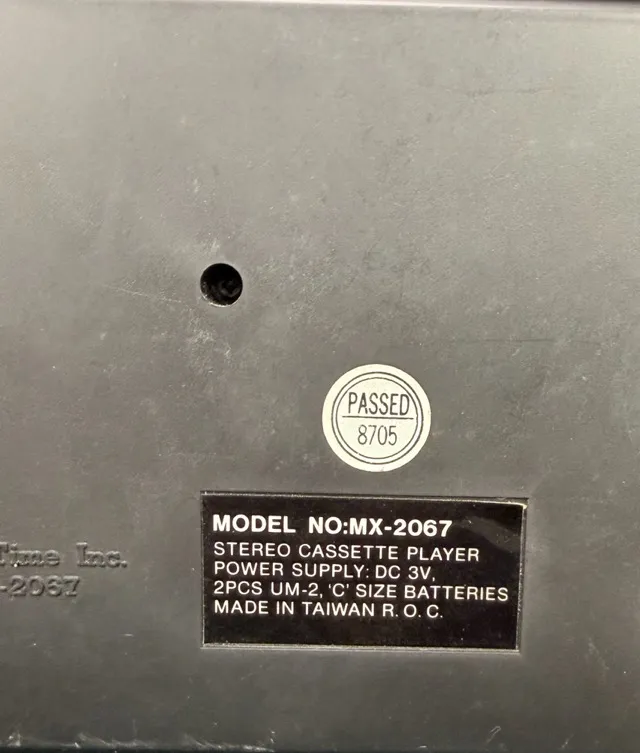 PASSED
8705
MODEL NO:MX-2067
STEREO CASSETTE PLAYER
POWER SUPPLY: DC 3V,
2PCS UM-2, 'C' SIZE BATTERIES
MADE IN TAIWAN R.O.C.
Time Inc.
-2067